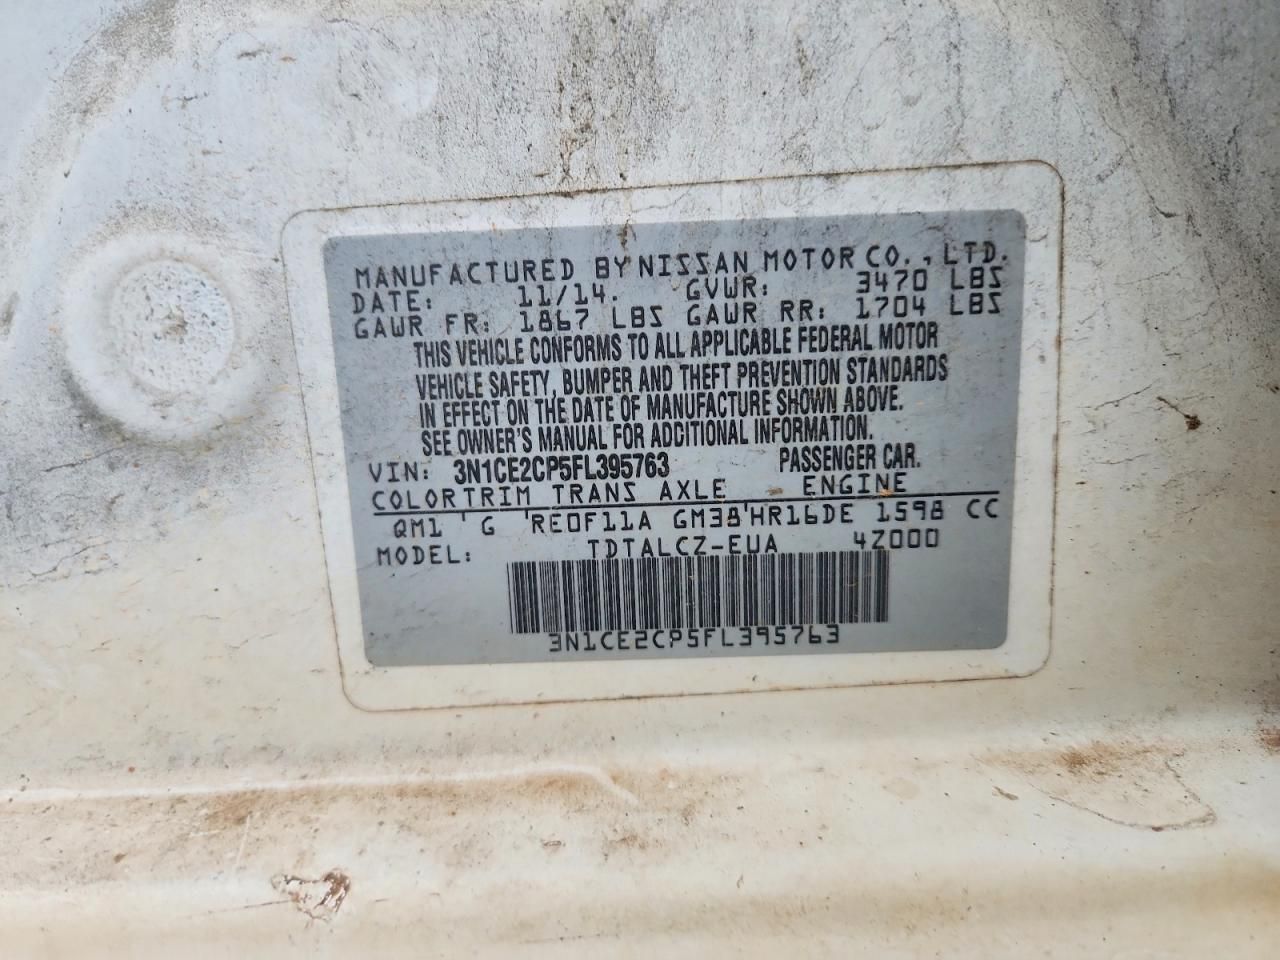 MANUFACTURED BY NISSAN MOTOR CO., LTD.
DATE: 11/14. GVWR: 3470 LBS
GAWR FR: 1867 LBS GAWR RR: 1704 LBS
THIS VEHICLE CONFORMS TO ALL APPLICABLE FEDERAL MOTOR
VEHICLE SAFETY, BUMPER AND THEFT PREVENTION STANDARDS
IN EFFECT ON THE DATE OF MANUFACTURE SHOWN ABOVE.
SEE OWNER'S MANUAL FOR ADDITIONAL INFORMATION.
VIN: 3N1CE2CP5FL395763 PASSENGER CAR.
COLOR TRIM TRANS AXLE ENGINE
QM1 ' G ' RE0F11A GM38 ' HR16DE 1598 CC
MODEL: TDTALCZ-EUA 4Z000
3N1CE2CP5FL395763